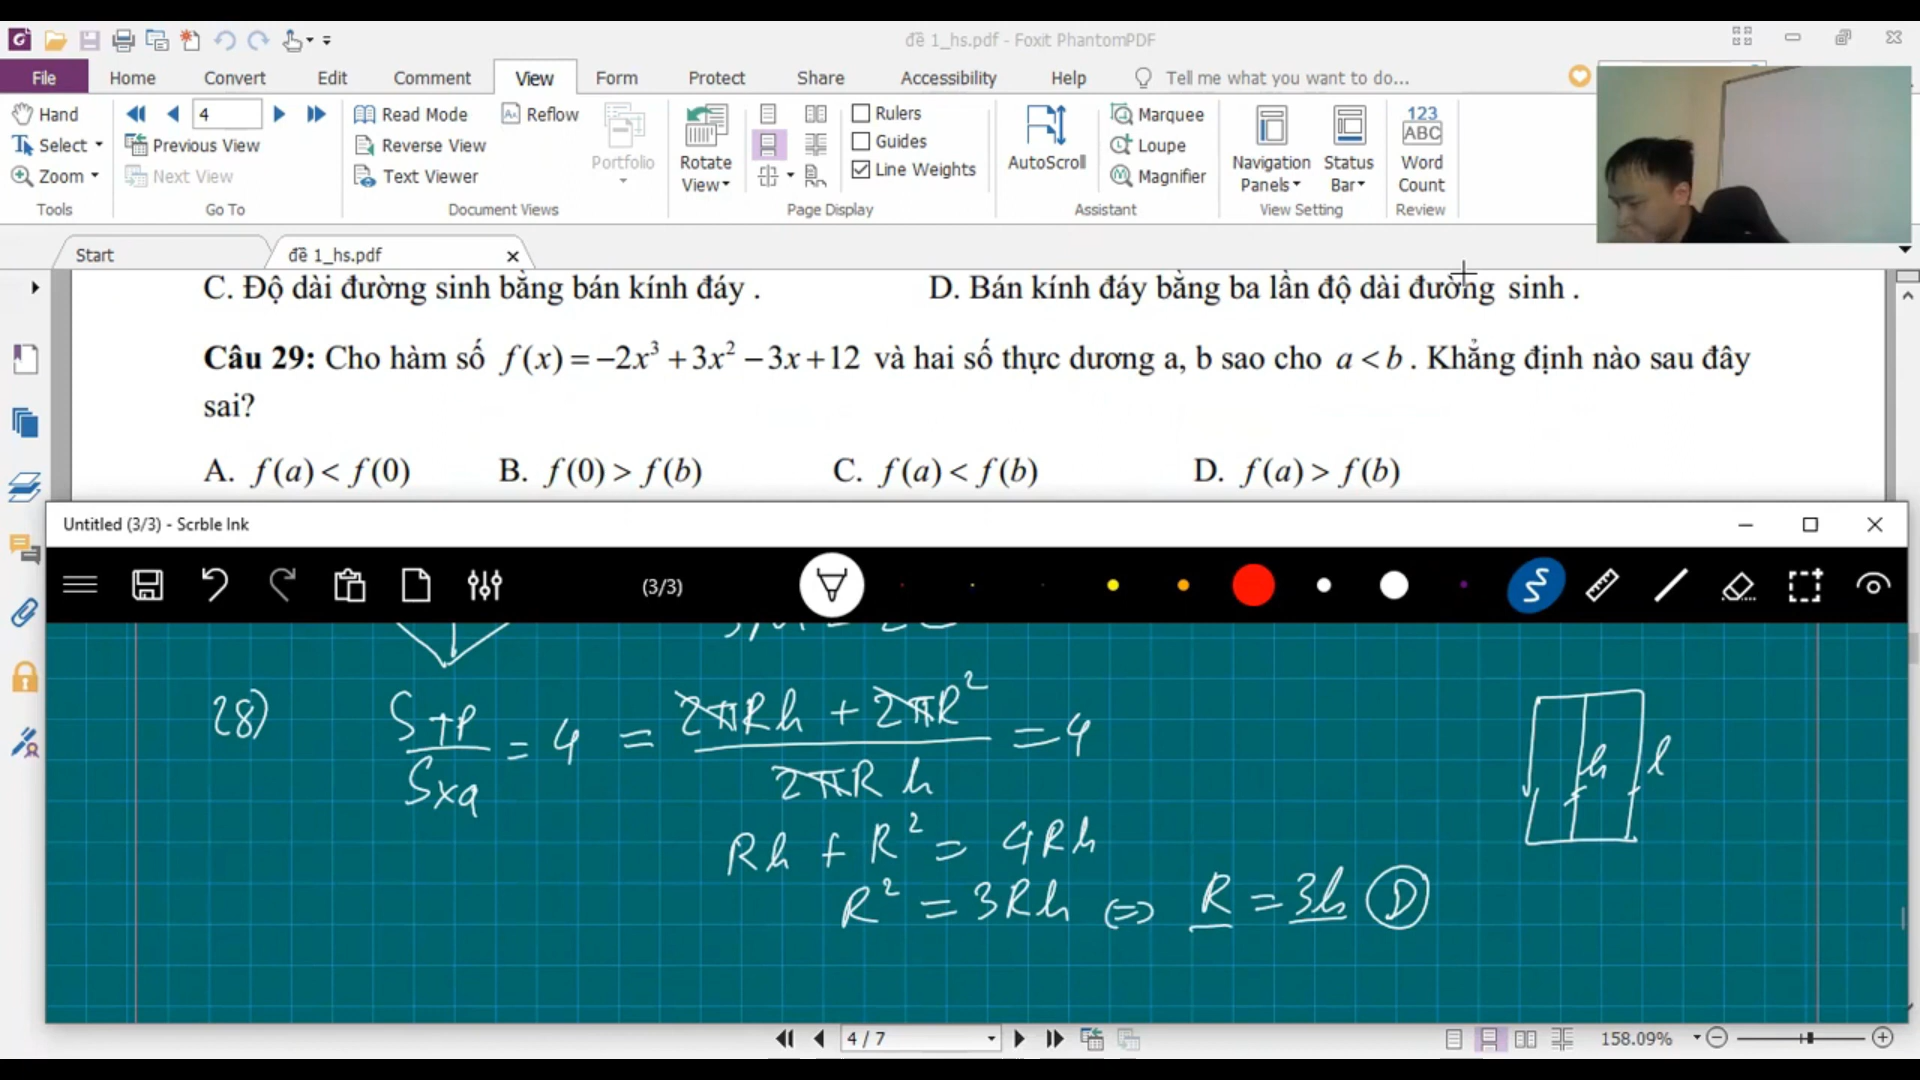 đề 1_hs.pdf - Foxit PhantomPDF
File Home Convert Edit Comment View Form Protect Share Accessibility Help Tell me what you want to do...
Hand 4 Read Mode Reflow Rulers Marquee 123
Select Previous View Reverse View Guides Loupe ABC
Zoom Next View Text Viewer Portfolio Rotate View Line Weights AutoScroll Magnifier Navigation Panels Status Bar Word Count
Tools Go To Document Views Page Display Assistant View Setting Review
Start đề 1_hs.pdf
C. Độ dài đường sinh bằng bán kính đáy . D. Bán kính đáy bằng ba lần độ dài đường sinh .
Câu 29: Cho hàm số f(x) = −2x³ + 3x² − 3x + 12 và hai số thực dương a, b sao cho a < b . Khẳng định nào sau đây
sai?
A. f(a) < f(0) B. f(0) > f(b) C. f(a) < f(b) D. f(a) > f(b)
Untitled (3/3) - Scrble Ink
(3/3)
28) STP/Sxq = 4 = (2πRh + 2πR²)/(2πRh) = 4
h l
Rh + R² = 4Rh
R² = 3Rh ⇔ R = 3h D
4 / 7 158.09%